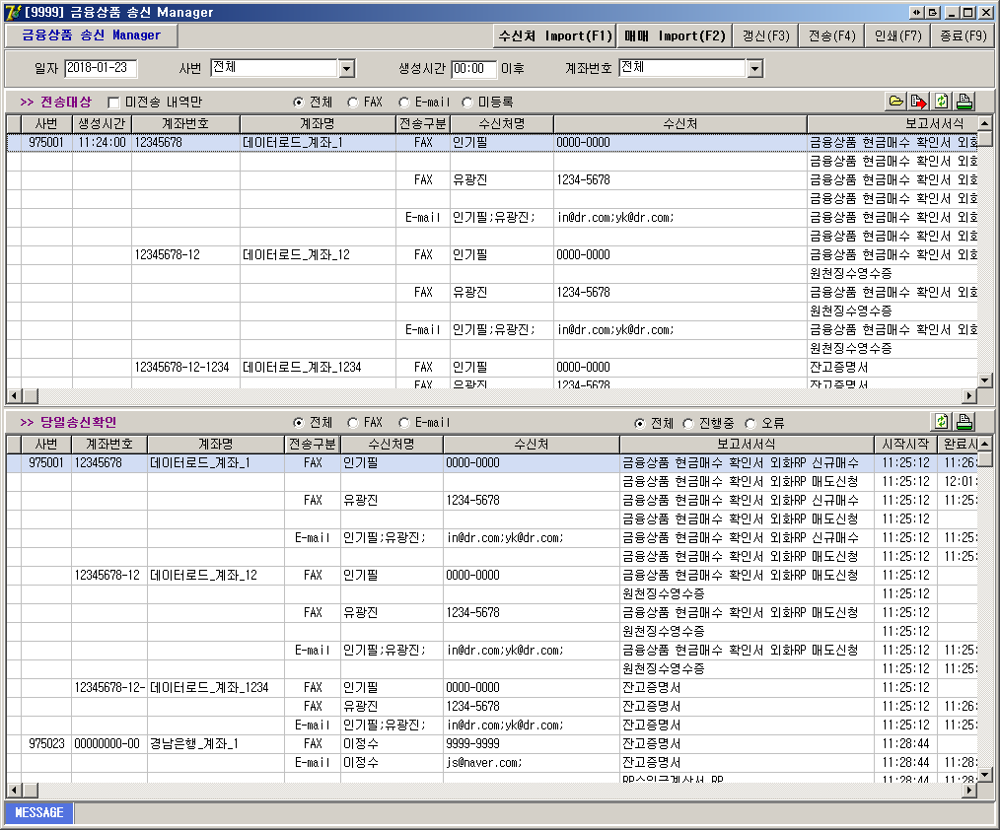 [9999] 금융상품 송신 Manager
금융상품 송신 Manager 수신처 Import(F1) 매매 Import(F2) 갱신(F3) 전송(F4) 인쇄(F7) 종료(F9)
일자 2018-01-23 사번 전체 생성시간 00:00 이후 계좌번호 전체
>> 전송대상 미전송 내역만 전체 FAX E-mail 미등록
사번 생성시간 계좌번호 계좌명 전송구분 수신처명 수신처 보고서서식
975001 11:24:00 12345678 데이터로드_계좌_1 FAX 인기필 0000-0000 금융상품 현금매수 확인서 외화
금융상품 현금매수 확인서 외화
FAX 유광진 1234-5678 금융상품 현금매수 확인서 외화
금융상품 현금매수 확인서 외화
E-mail 인기필;유광진; in@dr.com;yk@dr.com; 금융상품 현금매수 확인서 외화
금융상품 현금매수 확인서 외화
12345678-12 데이터로드_계좌_12 FAX 인기필 0000-0000 금융상품 현금매수 확인서 외화
원천징수영수증
FAX 유광진 1234-5678 금융상품 현금매수 확인서 외화
원천징수영수증
E-mail 인기필;유광진; in@dr.com;yk@dr.com; 금융상품 현금매수 확인서 외화
원천징수영수증
12345678-12-1234 데이터로드_계좌_1234 FAX 인기필 0000-0000 잔고증명서
FAX 유광진 1234-5678 잔고증명서
>> 당일송신확인 전체 FAX E-mail 전체 진행중 오류
사번 계좌번호 계좌명 전송구분 수신처명 수신처 보고서서식 시작시작 완료시
975001 12345678 데이터로드_계좌_1 FAX 인기필 0000-0000 금융상품 현금매수 확인서 외화RP 신규매수 11:25:12 11:26:
금융상품 현금매수 확인서 외화RP 매도신청 11:25:12 12:01:
FAX 유광진 1234-5678 금융상품 현금매수 확인서 외화RP 신규매수 11:25:12 11:25:
금융상품 현금매수 확인서 외화RP 매도신청 11:25:12
E-mail 인기필;유광진; in@dr.com;yk@dr.com; 금융상품 현금매수 확인서 외화RP 신규매수 11:25:12 11:25:
금융상품 현금매수 확인서 외화RP 매도신청 11:25:12 11:25:
12345678-12 데이터로드_계좌_12 FAX 인기필 0000-0000 금융상품 현금매수 확인서 외화RP 매도신청 11:25:12
원천징수영수증 11:25:12
FAX 유광진 1234-5678 금융상품 현금매수 확인서 외화RP 매도신청 11:25:12
원천징수영수증 11:25:12
E-mail 인기필;유광진; in@dr.com;yk@dr.com; 금융상품 현금매수 확인서 외화RP 매도신청 11:25:12 11:25:
원천징수영수증 11:25:12 11:25:
12345678-12- 데이터로드_계좌_1234 FAX 인기필 0000-0000 잔고증명서 11:25:12
FAX 유광진 1234-5678 잔고증명서 11:25:12 11:26:
E-mail 인기필;유광진; in@dr.com;yk@dr.com; 잔고증명서 11:25:12 11:25:
975023 00000000-00 경남은행_계좌_1 FAX 이정수 9999-9999 잔고증명서 11:28:44
E-mail 이정수 js@naver.com; 잔고증명서 11:28:44 11:28:
RP수익금계산서_RP 11:28:44 11:28:
MESSAGE